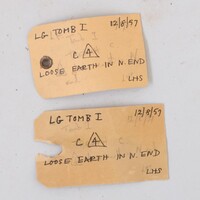 LG TOMB I 12/8/57
C 4
LOOSE EARTH IN N. END
LHS
LG TOMB I 12/8/57
C 4
LOOSE EARTH IN N. END
LHS